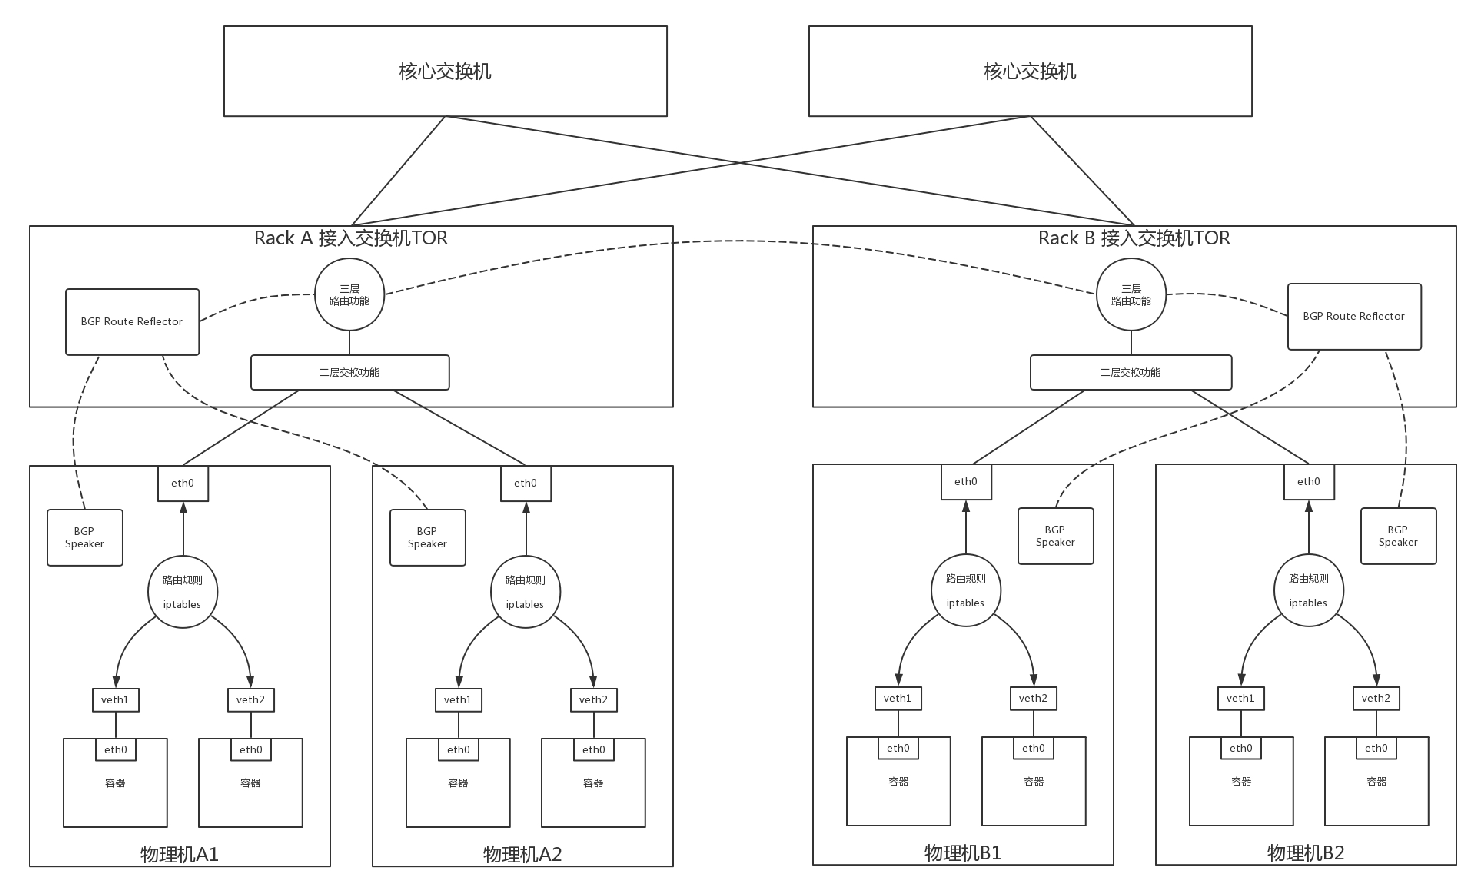 核心交换机
核心交换机
Rack A 接入交换机TOR
Rack B 接入交换机TOR
三层
路由功能
三层
路由功能
BGP Route Reflector
BGP Route Reflector
二层交换功能
二层交换功能
eth0
eth0
eth0
eth0
BGP
Speaker
BGP
Speaker
BGP
Speaker
BGP
Speaker
路由规则
iptables
路由规则
iptables
路由规则
iptables
路由规则
iptables
veth1
veth2
veth1
veth2
veth1
veth2
veth1
veth2
eth0
eth0
eth0
eth0
eth0
eth0
eth0
eth0
容器
容器
容器
容器
容器
容器
容器
容器
物理机A1
物理机A2
物理机B1
物理机B2